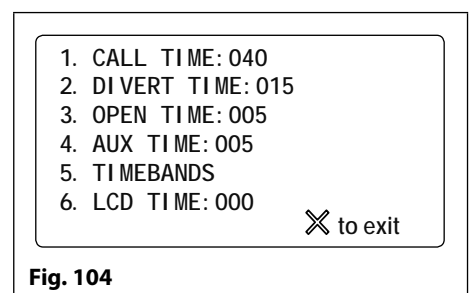 1. CALL TIME:040
2. DIVERT TIME:015
3. OPEN TIME:005
4. AUX TIME:005
5. TIMEBANDS
6. LCD TIME:000
X to exit
Fig. 104